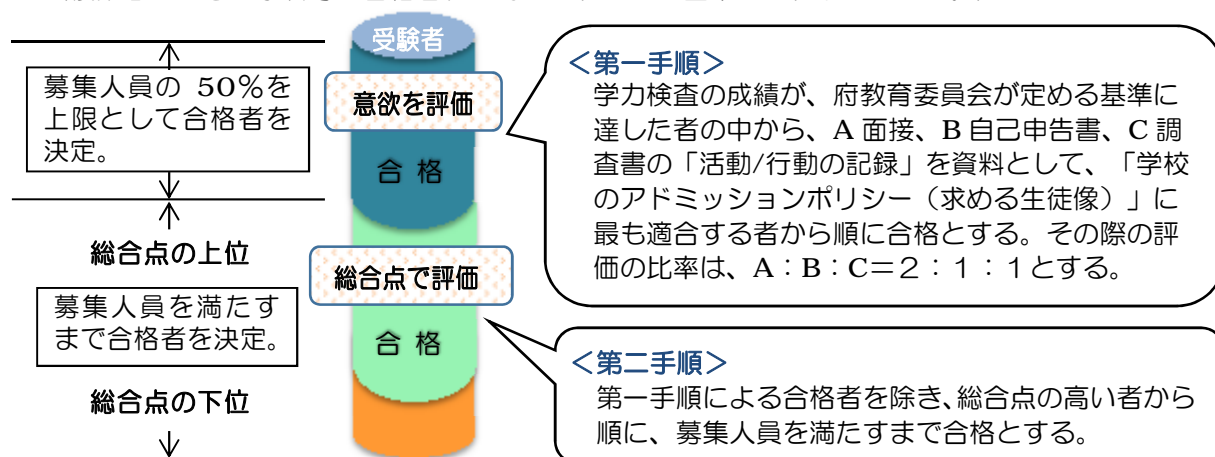 受験者
募集人員の 50%を
上限として合格者を
決定。
意欲を評価
合 格
総合点の上位
総合点で評価
募集人員を満たす
まで合格者を決定。
合 格
総合点の下位
＜第一手順＞
学力検査の成績が、府教育委員会が定める基準に
達した者の中から、A 面接、B 自己申告書、C 調
査書の「活動/行動の記録」を資料として、「学校
のアドミッションポリシー（求める生徒像）」に
最も適合する者から順に合格とする。その際の評
価の比率は、A：B：C＝２：１：１とする。
＜第二手順＞
第一手順による合格者を除き、総合点の高い者から
順に、募集人員を満たすまで合格とする。